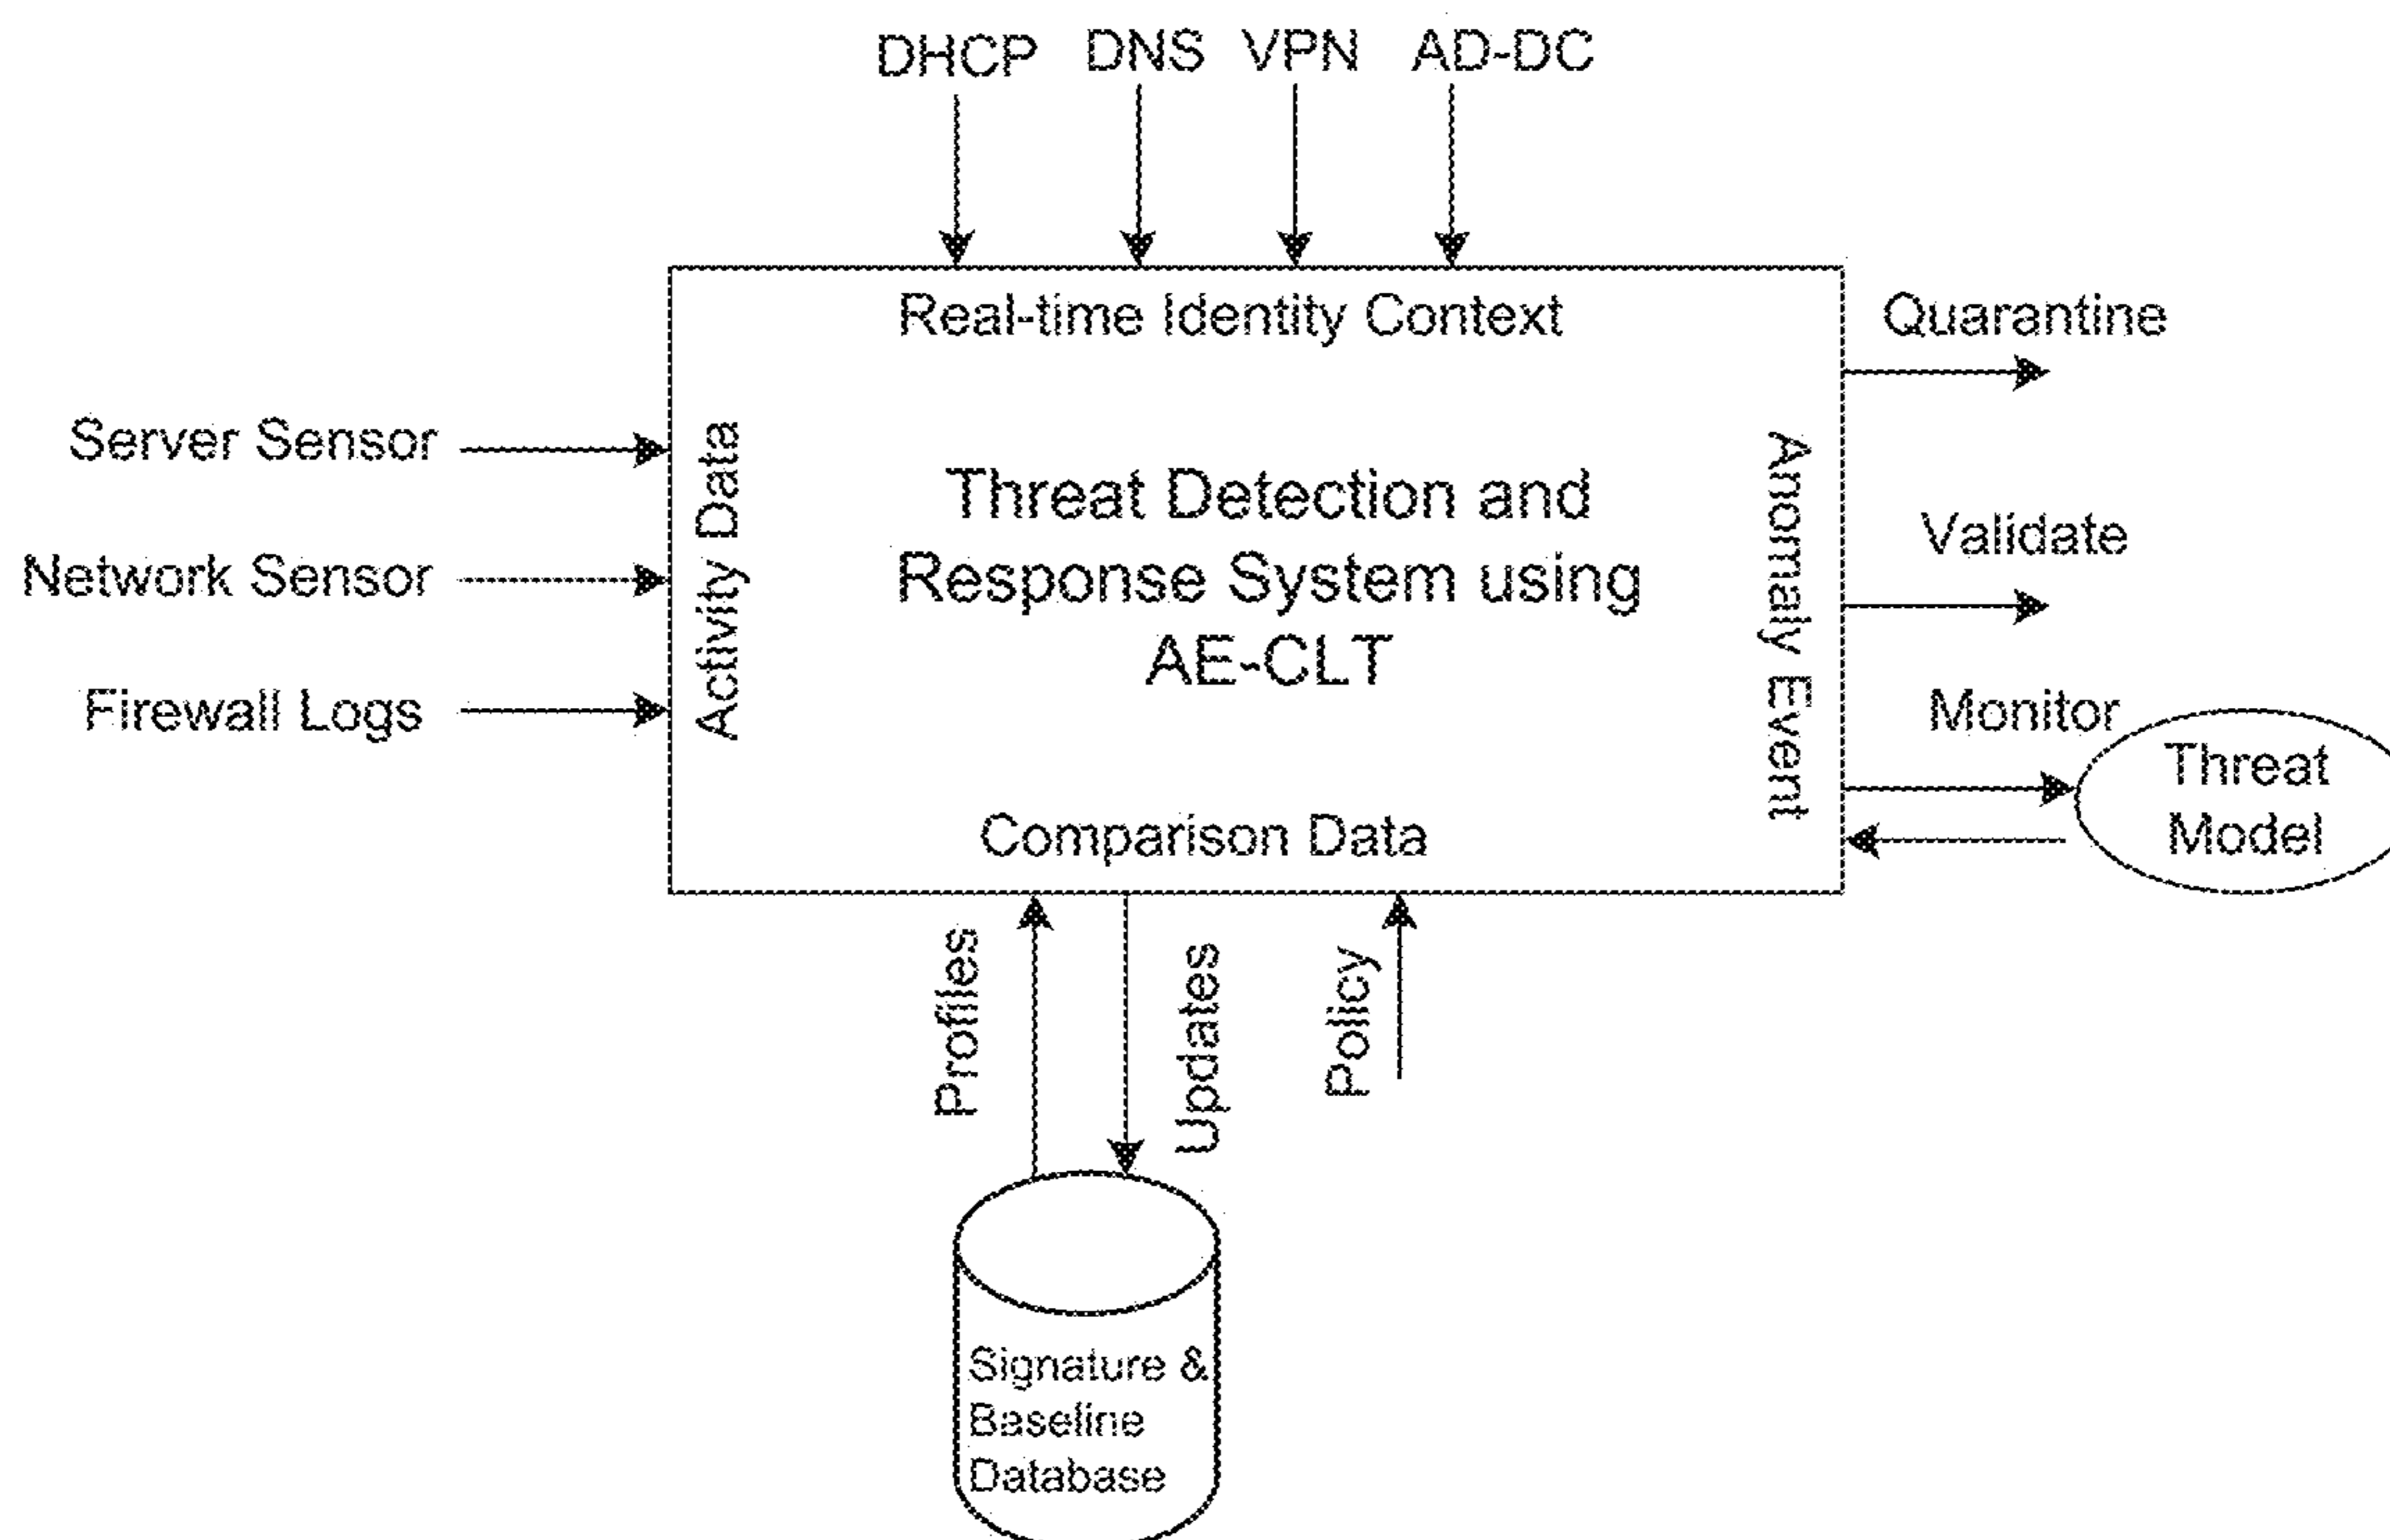 DHCP DNS VPN AD-DC
Real-time Identity Context
Quarantine
Server Sensor
Network Sensor
Firewall Logs
Activity Data
Threat Detection and
Response System using
AE-CLT
Anomaly Event
Validate
Monitor
Threat
Model
Comparison Data
Profiles
Updates
Policy
Signature &
Baseline
Database